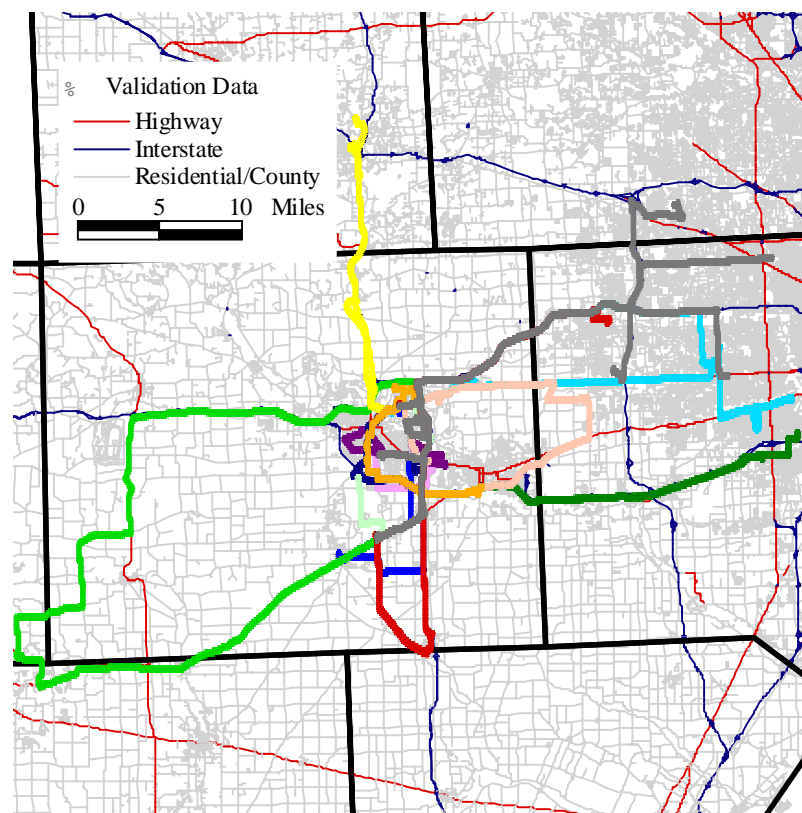 % Validation Data
Highway
Interstate
Residential/County
0 5 10 Miles